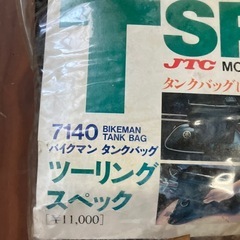 JTC MO
タンクバッグ
7140 BIKEMAN
TANK BAG
バイクマン タンクバッグ
ツーリング
スペック
[¥11,000]